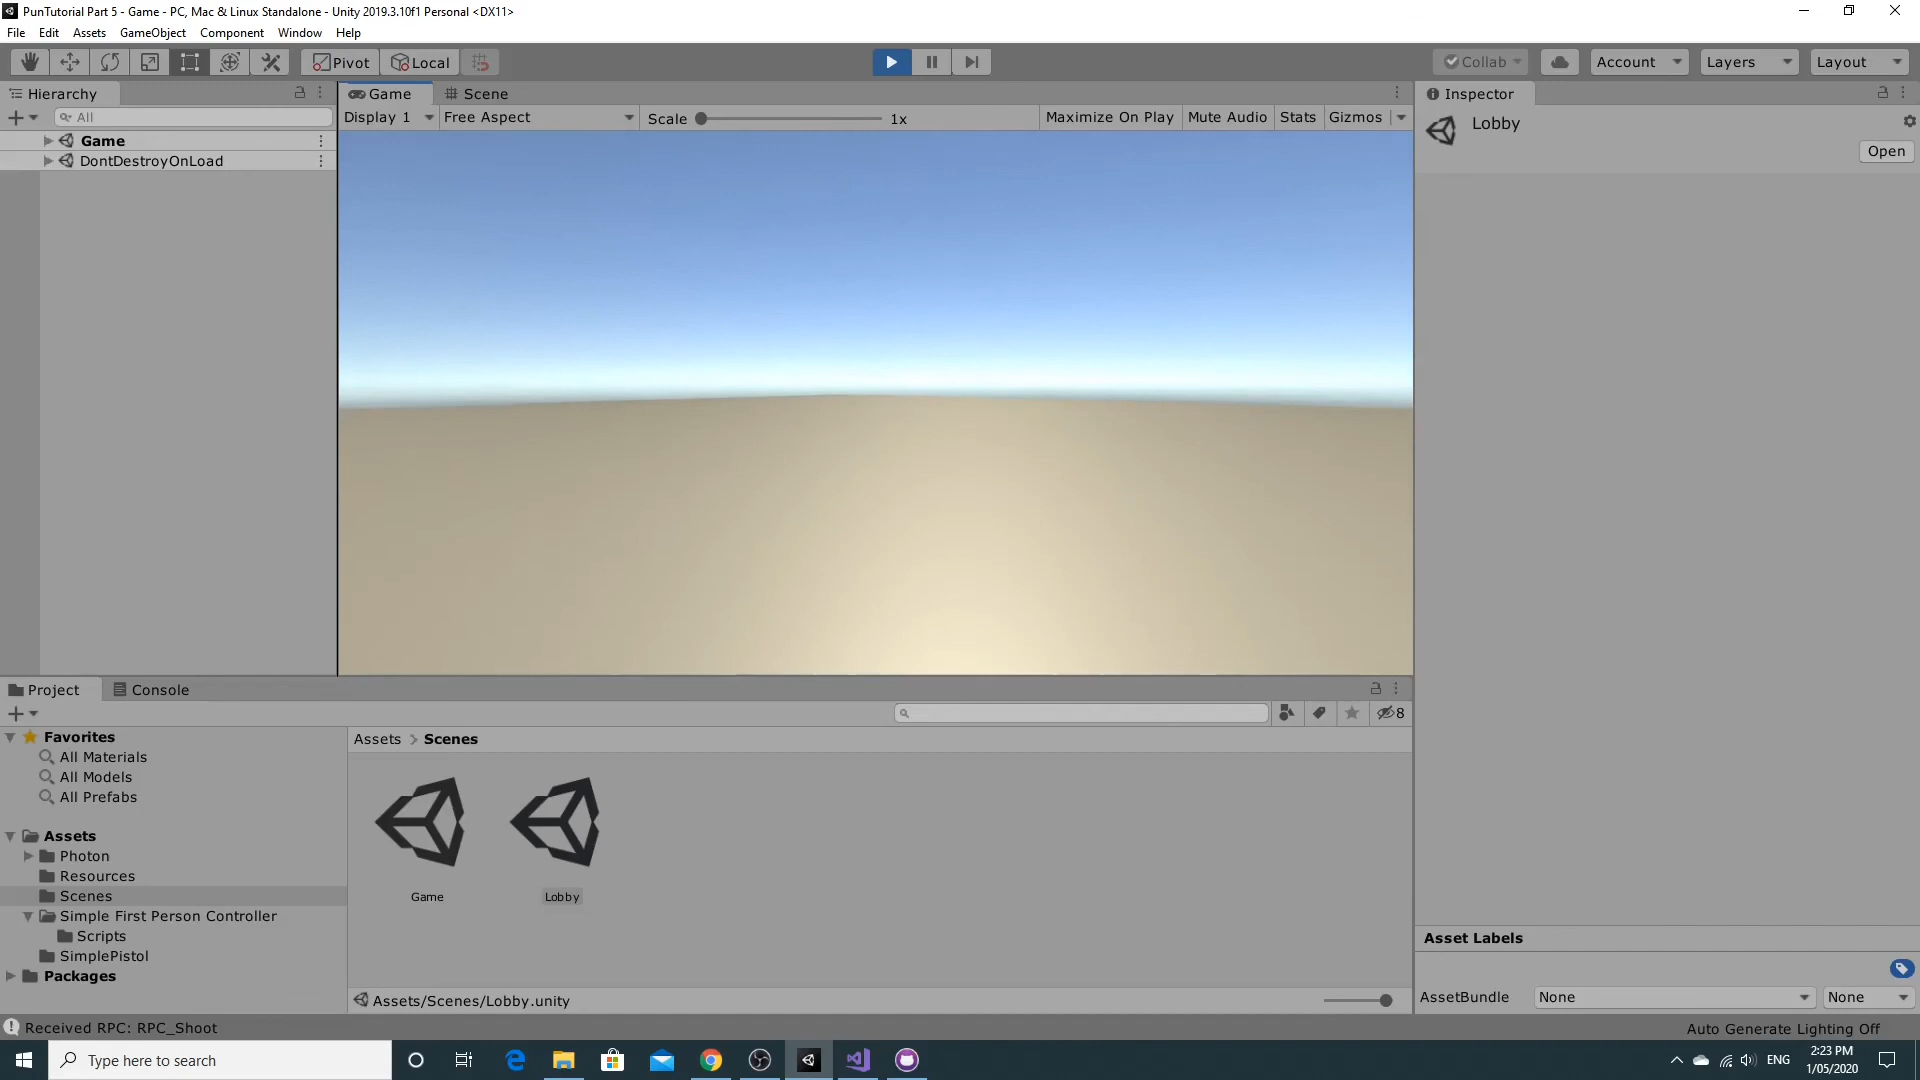 PunTutorial Part 5 - Game - PC, Mac & Linux Standalone - Unity 2019.3.10f1 Personal <DX11>
File Edit Assets GameObject Component Window Help
Pivot Local Collab Account Layers Layout
Hierarchy
All
Game
DontDestroyOnLoad
Game Scene
Display 1 Free Aspect Scale 1x Maximize On Play Mute Audio Stats Gizmos
Inspector
Lobby
Open
Project Console
8
Favorites
All Materials
All Models
All Prefabs
Assets
Photon
Resources
Scenes
Simple First Person Controller
Scripts
SimplePistol
Packages
Assets > Scenes
Game
Lobby
Assets/Scenes/Lobby.unity
Asset Labels
AssetBundle None None
Received RPC: RPC_Shoot
Auto Generate Lighting Off
Type here to search
ENG
2:23 PM
1/05/2020